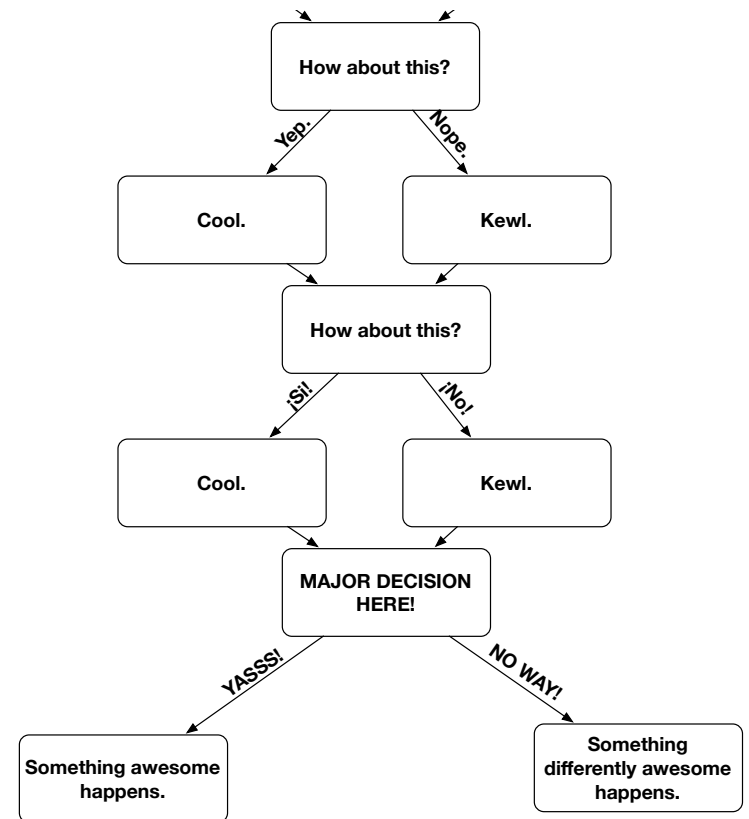 How about this?
Yep.
Nope.
Cool.
Kewl.
How about this?
¡Si!
¡No!
Cool.
Kewl.
MAJOR DECISION
HERE!
YASSS!
NO WAY!
Something awesome
happens.
Something
differently awesome
happens.